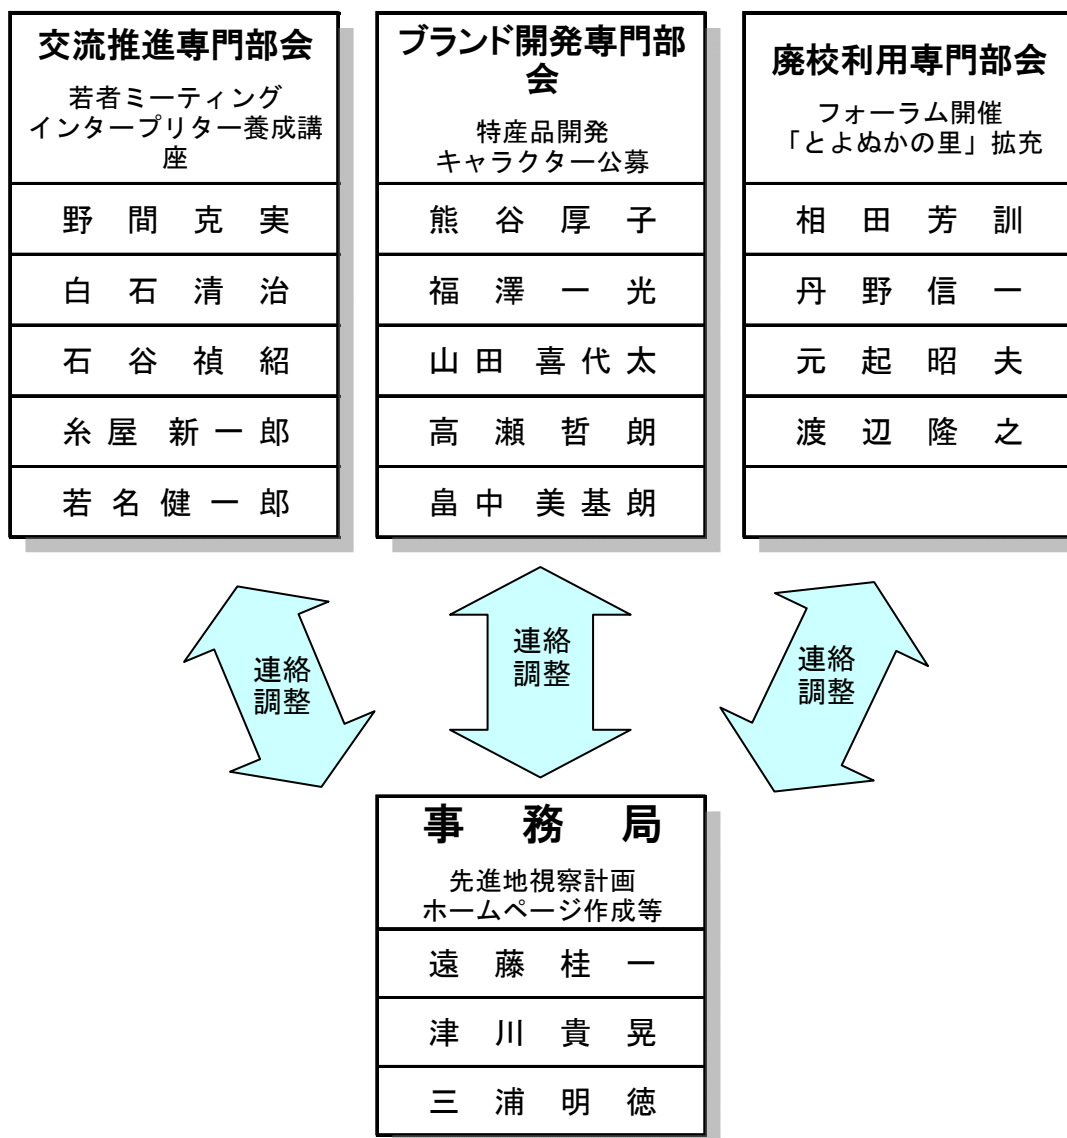 交流推進専門部会
若者ミーティング
インタープリター養成講
座
野間克実
白石清治
石谷禎紹
糸屋新一郎
若名健一郎
ブランド開発専門部
会
特産品開発
キャラクター公募
熊谷厚子
福澤一光
山田喜代太
高瀬哲朗
畠中美基朗
廃校利用専門部会
フォーラム開催
「とよぬかの里」拡充
相田芳訓
丹野信一
元起昭夫
渡辺隆之
連絡
調整
連絡
調整
連絡
調整
事務局
先進地視察計画
ホームページ作成等
遠藤桂一
津川貴晃
三浦明徳